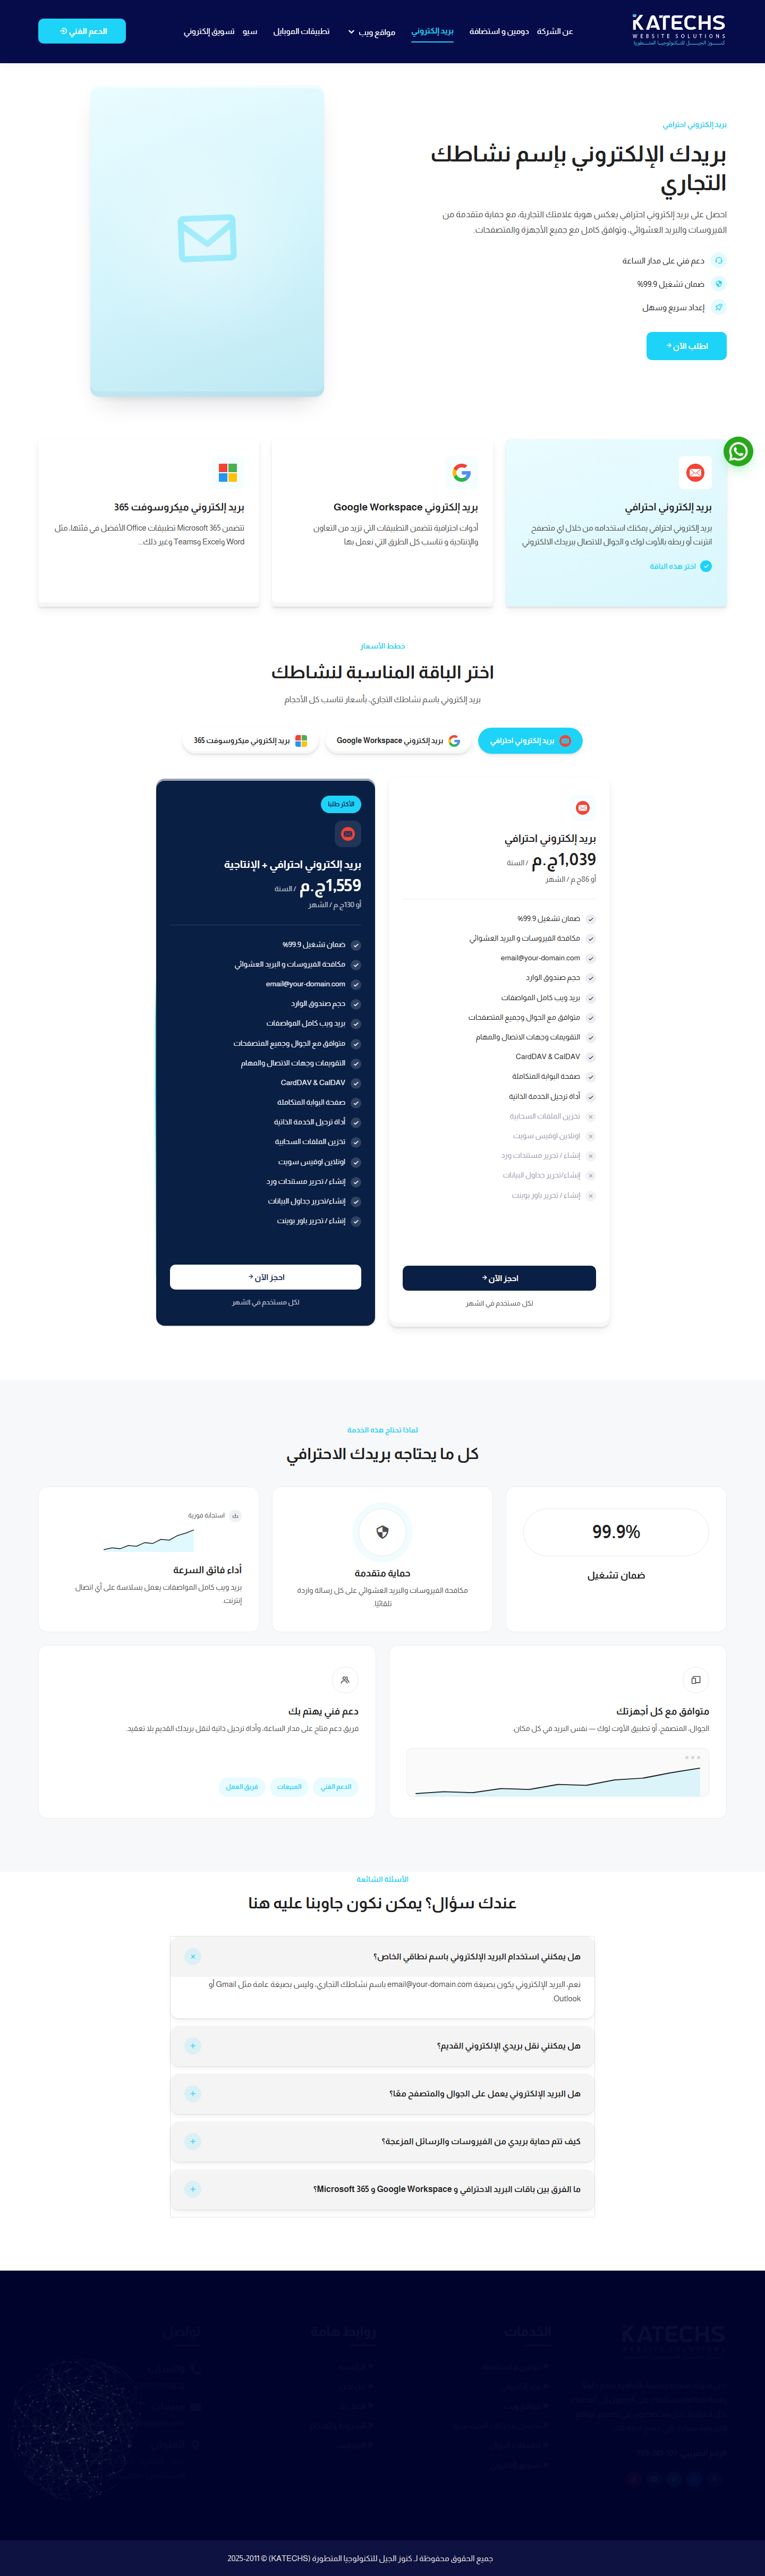 KATECHS
WEBSITE SOLUTIONS
كنـــوز الجيـــل للتكنولوجيـا المتـطـــورة
عن الشركة
دومين و استضافة
بريد إلكتروني
مواقع ويب
تطبيقات الموبايل
سيو
تسويق إلكتروني
الدعم الفني
بريد إلكتروني احترافي
بريدك الإلكتروني بإسم نشاطك
التجاري
احصل على بريد إلكتروني احترافي يعكس هوية علامتك التجارية، مع حماية متقدمة من
الفيروسات والبريد العشوائي، وتوافق كامل مع جميع الأجهزة والمتصفحات.
دعم فني على مدار الساعة
ضمان تشغيل 99.9%
إعداد سريع وسهل
اطلب الآن
بريد إلكتروني احترافي
بريد إلكتروني احترافي يمكنك استخدامه من خلال اي متصفح
انترنت أو ربطه بالأوت لوك و الجوال للاتصال ببريدك الالكتروني
اختر هذه الباقة
بريد إلكتروني Google Workspace
أدوات احترافية تتضمن التطبيقات التي تزيد من التعاون
والإنتاجية و تناسب كل الطرق التي نعمل بها
بريد إلكتروني ميكروسوفت 365
تتضمن Microsoft 365 تطبيقات Office الأفضل في فئتها، مثل
Word وExcel وTeams وغير ذلك...
خطط الأسعار
اختر الباقة المناسبة لنشاطك
بريد إلكتروني باسم نشاطك التجاري، بأسعار تناسب كل الأحجام
بريد إلكتروني احترافي
بريد إلكتروني Google Workspace
بريد إلكتروني ميكروسوفت 365
بريد إلكتروني احترافي
1,039ج.م / السنة
أو 86ج.م / الشهر
ضمان تشغيل 99.9%
مكافحة الفيروسات و البريد العشوائي
email@your-domain.com
حجم صندوق الوارد
بريد ويب كامل المواصفات
متوافق مع الجوال وجميع المتصفحات
التقويمات وجهات الاتصال والمهام
CardDAV & CalDAV
صفحة البوابة المتكاملة
أداة ترحيل الخدمة الذاتية
تخزين الملفات السحابية
اونلاين اوفيس سويت
إنشاء / تحرير مستندات ورد
إنشاء/تحرير جداول البيانات
إنشاء / تحرير باور بوينت
احجز الآن
لكل مستخدم في الشهر
الأكثر طلبا
بريد إلكتروني احترافي + الإنتاجية
1,559ج.م / السنة
أو 130ج.م / الشهر
ضمان تشغيل 99.9%
مكافحة الفيروسات و البريد العشوائي
email@your-domain.com
حجم صندوق الوارد
بريد ويب كامل المواصفات
متوافق مع الجوال وجميع المتصفحات
التقويمات وجهات الاتصال والمهام
CardDAV & CalDAV
صفحة البوابة المتكاملة
أداة ترحيل الخدمة الذاتية
تخزين الملفات السحابية
اونلاين اوفيس سويت
إنشاء / تحرير مستندات ورد
إنشاء/تحرير جداول البيانات
إنشاء / تحرير باور بوينت
احجز الآن
لكل مستخدم في الشهر
لماذا تحتاج هذه الخدمة
كل ما يحتاجه بريدك الاحترافي
99.9%
ضمان تشغيل
حماية متقدمة
مكافحة الفيروسات والبريد العشوائي على كل رسالة واردة
تلقائيًا.
استجابة فورية
أداء فائق السرعة
بريد ويب كامل المواصفات يعمل بسلاسة على أي اتصال
إنترنت.
متوافق مع كل أجهزتك
الجوال، المتصفح، أو تطبيق الأوت لوك — نفس البريد في كل مكان.
دعم فني يهتم بك
فريق دعم متاح على مدار الساعة، وأداة ترحيل ذاتية لنقل بريدك القديم بلا تعقيد.
الدعم الفني
المبيعات
فريق العمل
الأسئلة الشائعة
عندك سؤال؟ يمكن نكون جاوبنا عليه هنا
هل يمكنني استخدام البريد الإلكتروني باسم نطاقي الخاص؟
نعم، البريد الإلكتروني يكون بصيغة email@your-domain.com باسم نشاطك التجاري، وليس بصيغة عامة مثل Gmail أو
Outlook.
هل يمكنني نقل بريدي الإلكتروني القديم؟
هل البريد الإلكتروني يعمل على الجوال والمتصفح معًا؟
كيف تتم حماية بريدي من الفيروسات والرسائل المزعجة؟
ما الفرق بين باقات البريد الاحترافي و Google Workspace و Microsoft 365؟
KATECHS
الخدمات
روابط هامة
تواصل
جميع الحقوق محفوظة لـ كنوز الجيل للتكنولوجيا المتطورة (KATECHS) © 2011-2025